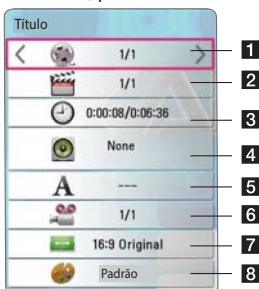 Título
1/1 1
1/1 2
0:00:08/0:06:36 3
None 4
A --- 5
1/1 6
16:9 Original 7
Padrão 8